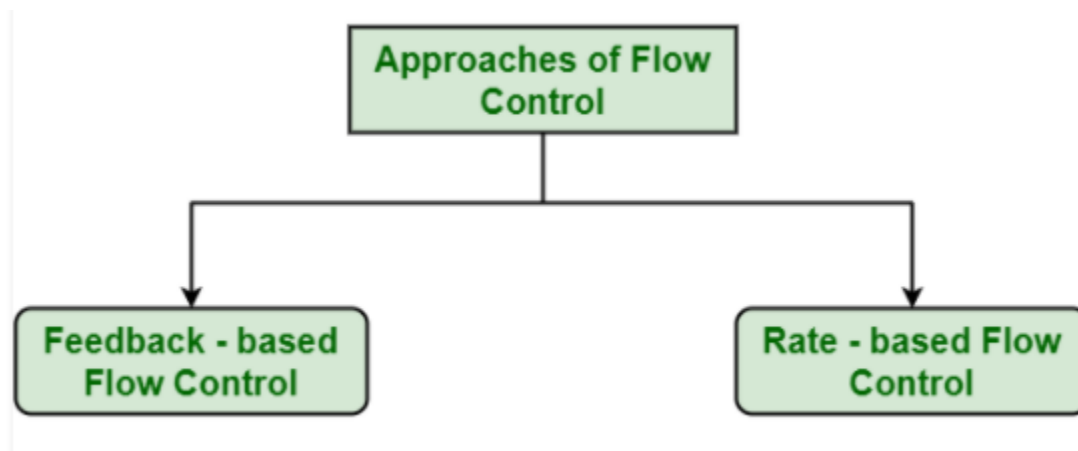 Approaches of Flow
Control
Feedback - based
Flow Control
Rate - based Flow
Control